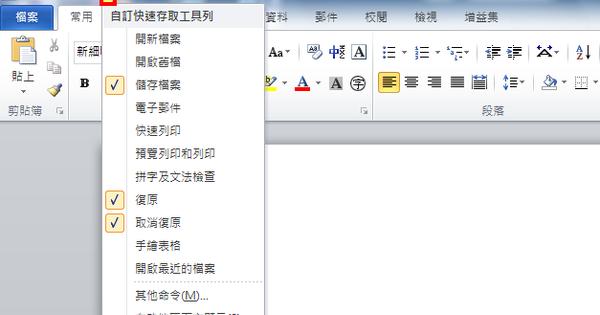 檔案 常用 資料 郵件 校閱 檢視 增益集
自訂快速存取工具列
開新檔案
開啟舊檔
儲存檔案
電子郵件
快速列印
預覽列印和列印
拼字及文法檢查
復原
取消復原
手繪表格
開啟最近的檔案
其他命令(M)...
貼上
剪貼簿
新細
B
Aa
中
A
A
A
A
段落